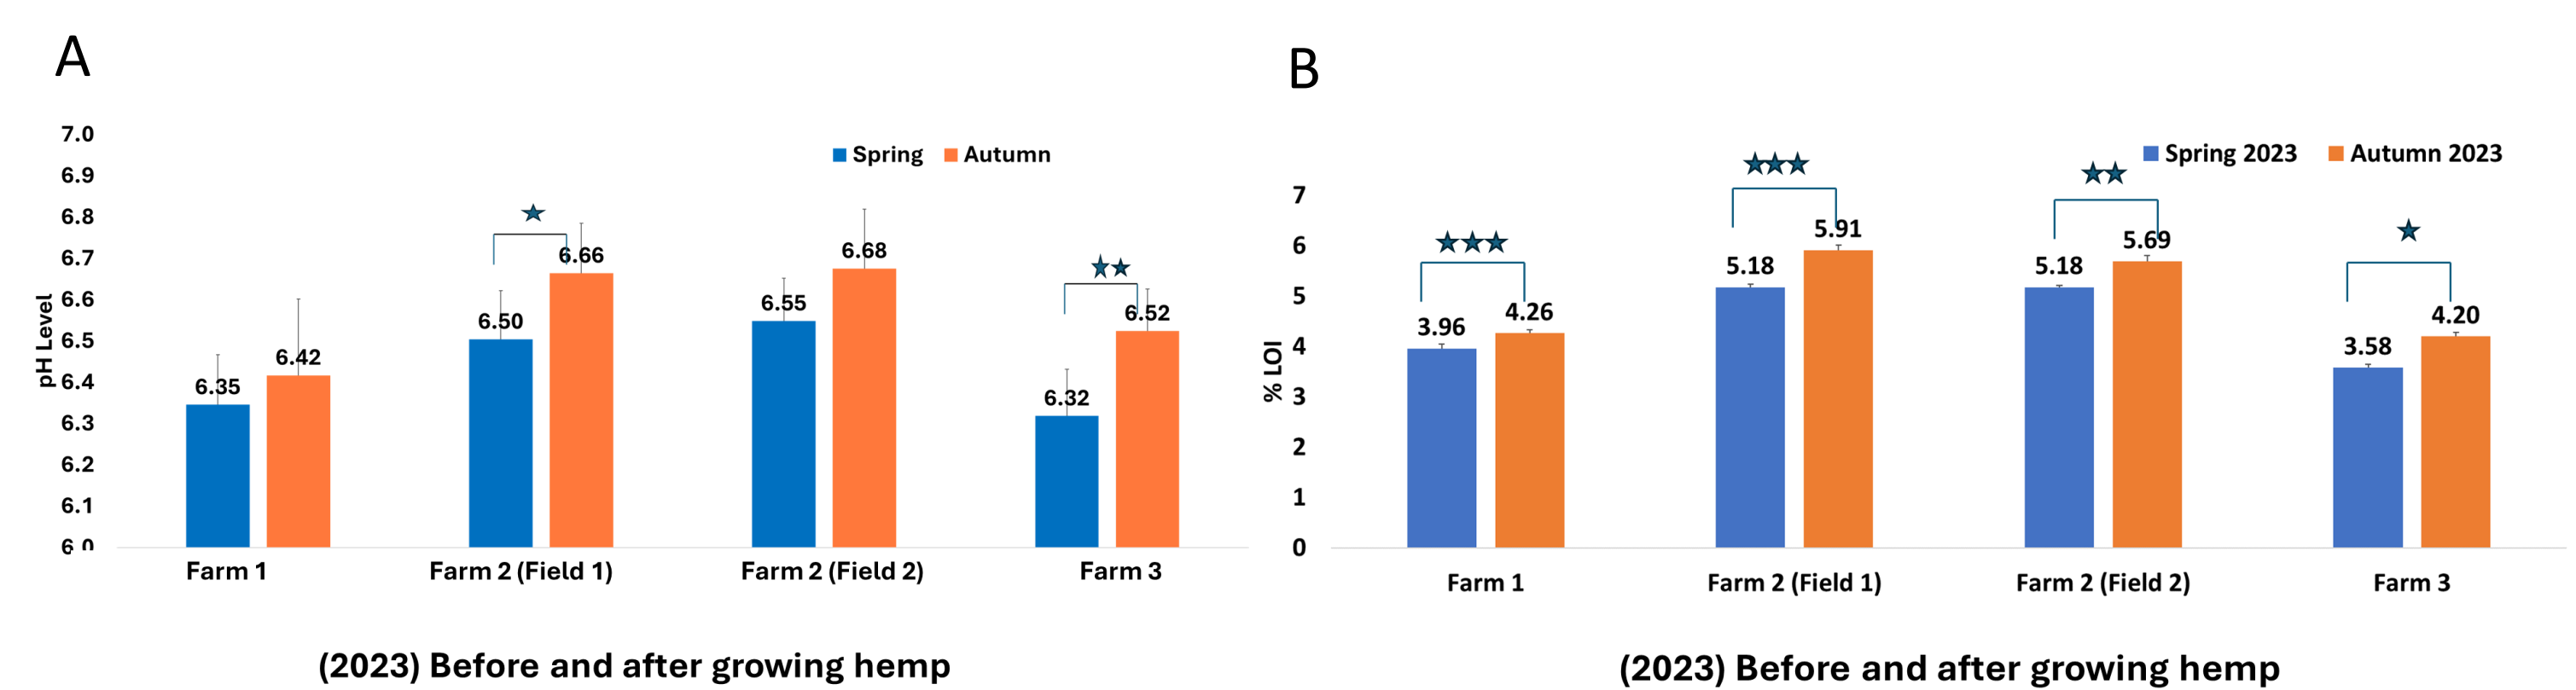 A
7.0
6.9
6.8
6.7
6.6
6.5
6.4
6.3
6.2
6.1
6.0
pH Level
Spring Autumn
6.35 6.42 6.50 6.66 6.55 6.68 6.32 6.52
Farm 1 Farm 2 (Field 1) Farm 2 (Field 2) Farm 3
(2023) Before and after growing hemp
B
7
6
5
4
3
2
1
0
% LOI
Spring 2023 Autumn 2023
3.96 4.26 5.18 5.91 5.18 5.69 3.58 4.20
Farm 1 Farm 2 (Field 1) Farm 2 (Field 2) Farm 3
(2023) Before and after growing hemp